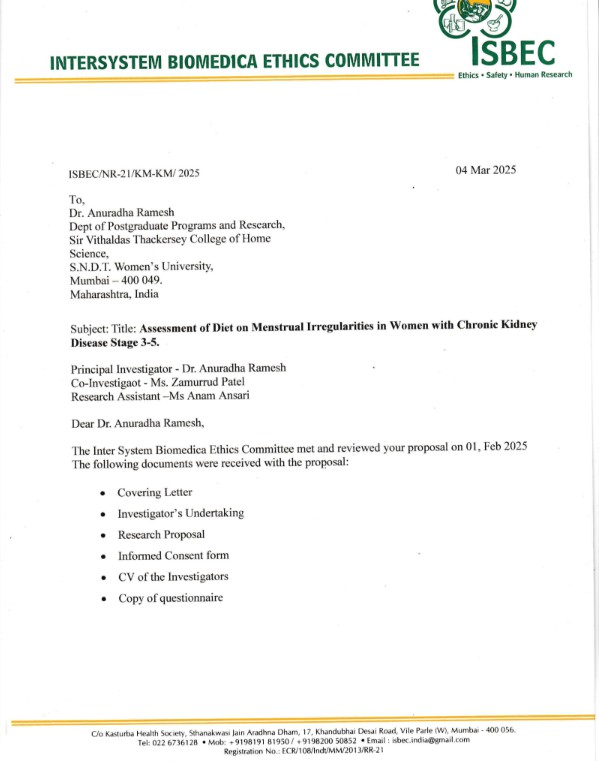 INTERSYSTEM BIOMEDICA ETHICS COMMITTEE
ISBEC
Ethics • Safety • Human Research
ISBEC/NR-21/KM-KM/ 2025
04 Mar 2025
To,
Dr. Anuradha Ramesh
Dept of Postgraduate Programs and Research,
Sir Vithaldas Thackersey College of Home
Science,
S.N.D.T. Women's University,
Mumbai – 400 049.
Maharashtra, India
Subject: Title: Assessment of Diet on Menstrual Irregularities in Women with Chronic Kidney
Disease Stage 3-5.
Principal Investigator - Dr. Anuradha Ramesh
Co-Investigaot - Ms. Zamurrud Patel
Research Assistant –Ms Anam Ansari
Dear Dr. Anuradha Ramesh,
The Inter System Biomedica Ethics Committee met and reviewed your proposal on 01, Feb 2025
The following documents were received with the proposal:
• Covering Letter
• Investigator's Undertaking
• Research Proposal
• Informed Consent form
• CV of the Investigators
• Copy of questionnaire
C/o Kasturba Health Society, Sthanakwasi Jain Aradhna Dham, 17, Khandubhai Desai Road, Vile Parle (W), Mumbai - 400 056.
Tel: 022 6736128 • Mob: +9198191 81950 / +9198200 50852 • Email : isbec.india@gmail.com
Registration No.: ECR/108/Indt/MM/2013/RR-21